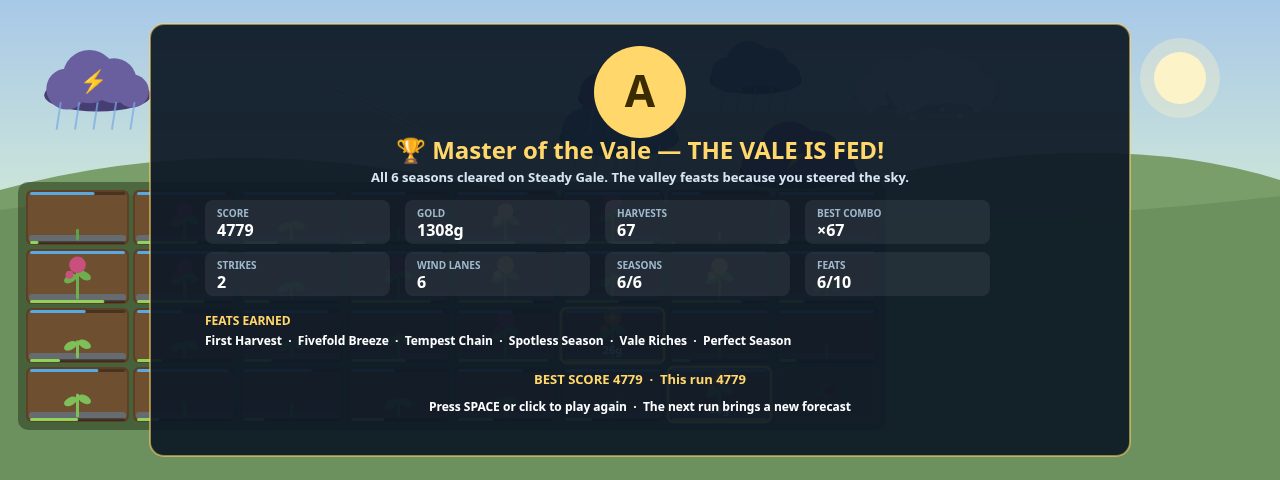 A
🏆 Master of the Vale — THE VALE IS FED!
All 6 seasons cleared on Steady Gale. The valley feasts because you steered the sky.
SCORE GOLD HARVESTS BEST COMBO
4779 1308g 67 ×67
STRIKES WIND LANES SEASONS FEATS
2 6 6/6 6/10
FEATS EARNED
First Harvest · Fivefold Breeze · Tempest Chain · Spotless Season · Vale Riches · Perfect Season
BEST SCORE 4779 · This run 4779
Press SPACE or click to play again · The next run brings a new forecast